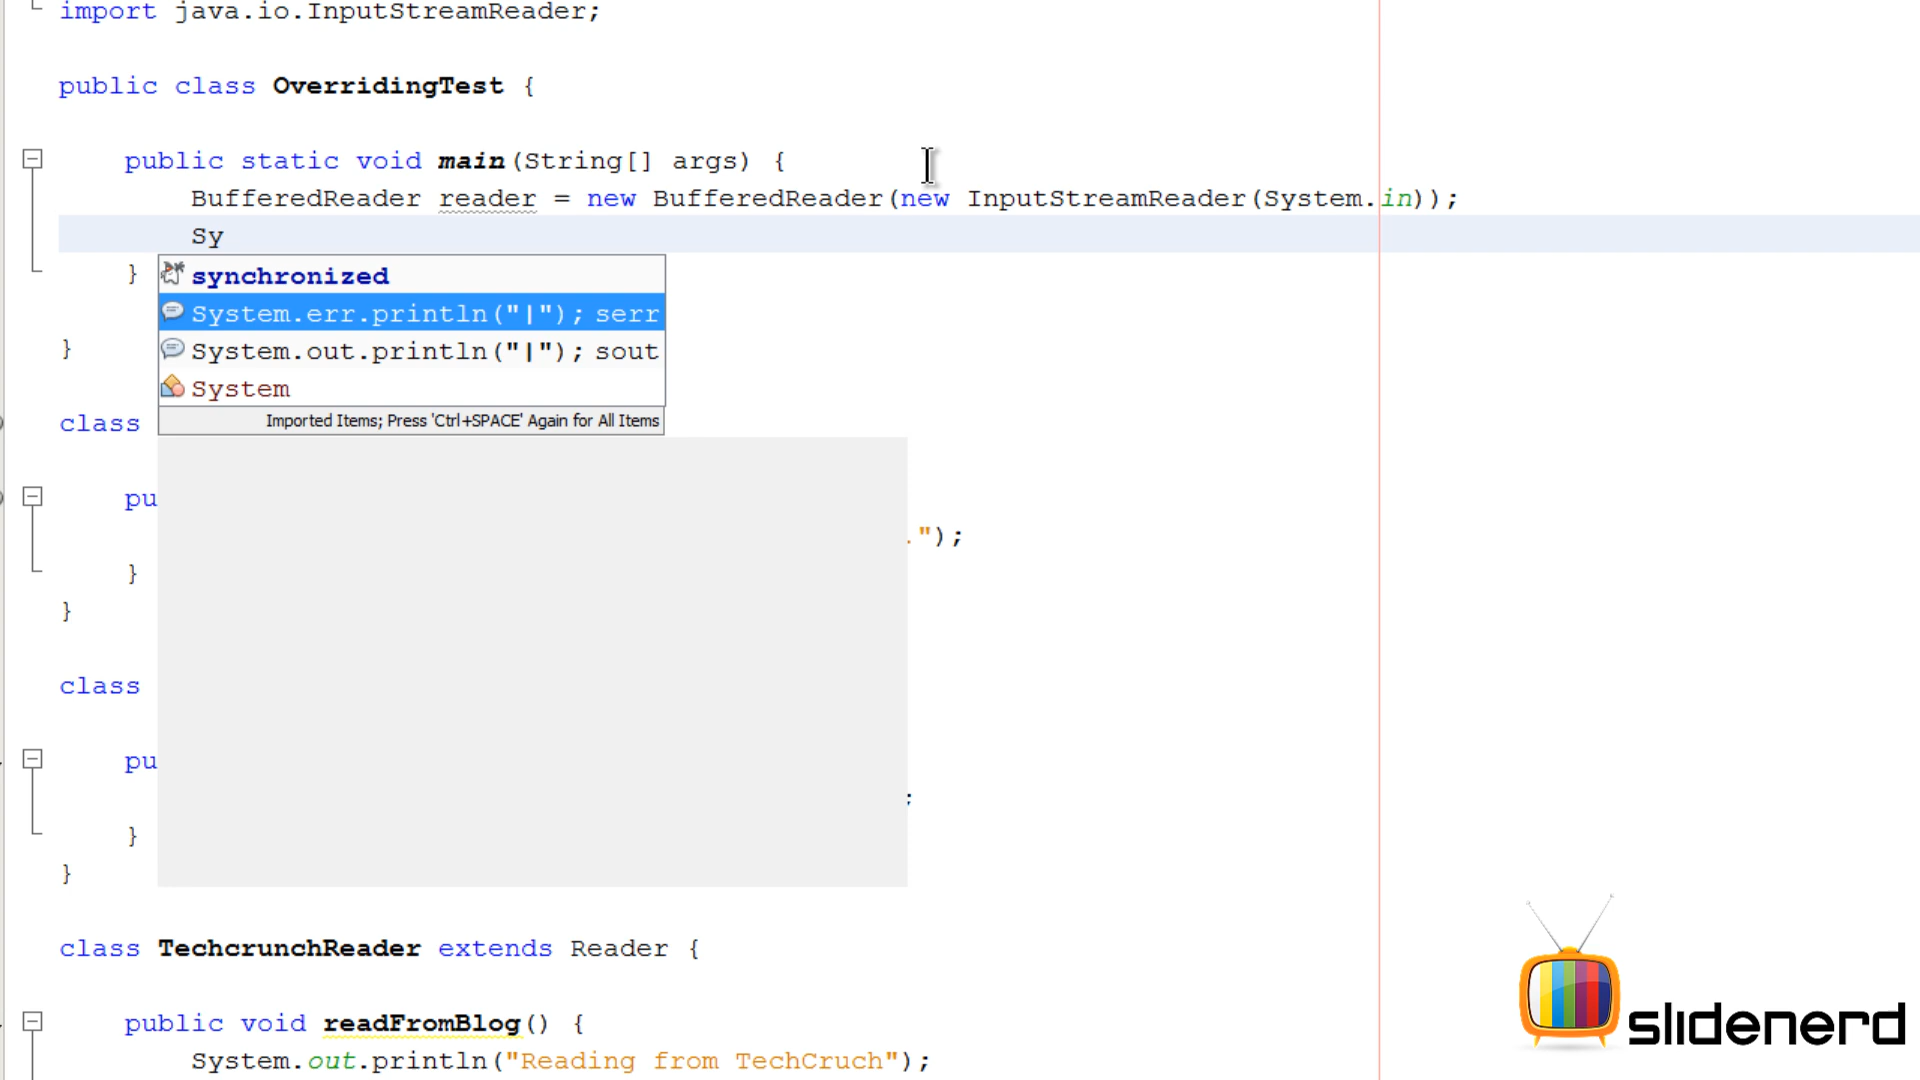 import java.io.InputStreamReader;
public class OverridingTest {
public static void main(String[] args) {
BufferedReader reader = new BufferedReader(new InputStreamReader(System.in));
Sy
}
synchronized
System.err.println("|"); serr
System.out.println("|"); sout
System
Imported Items; Press 'Ctrl+SPACE' Again for All Items
}
class
pu
.");
}
}
class
pu
;
}
}
class TechcrunchReader extends Reader {
public void readFromBlog() {
System.out.println("Reading from TechCruch");
slidenerd